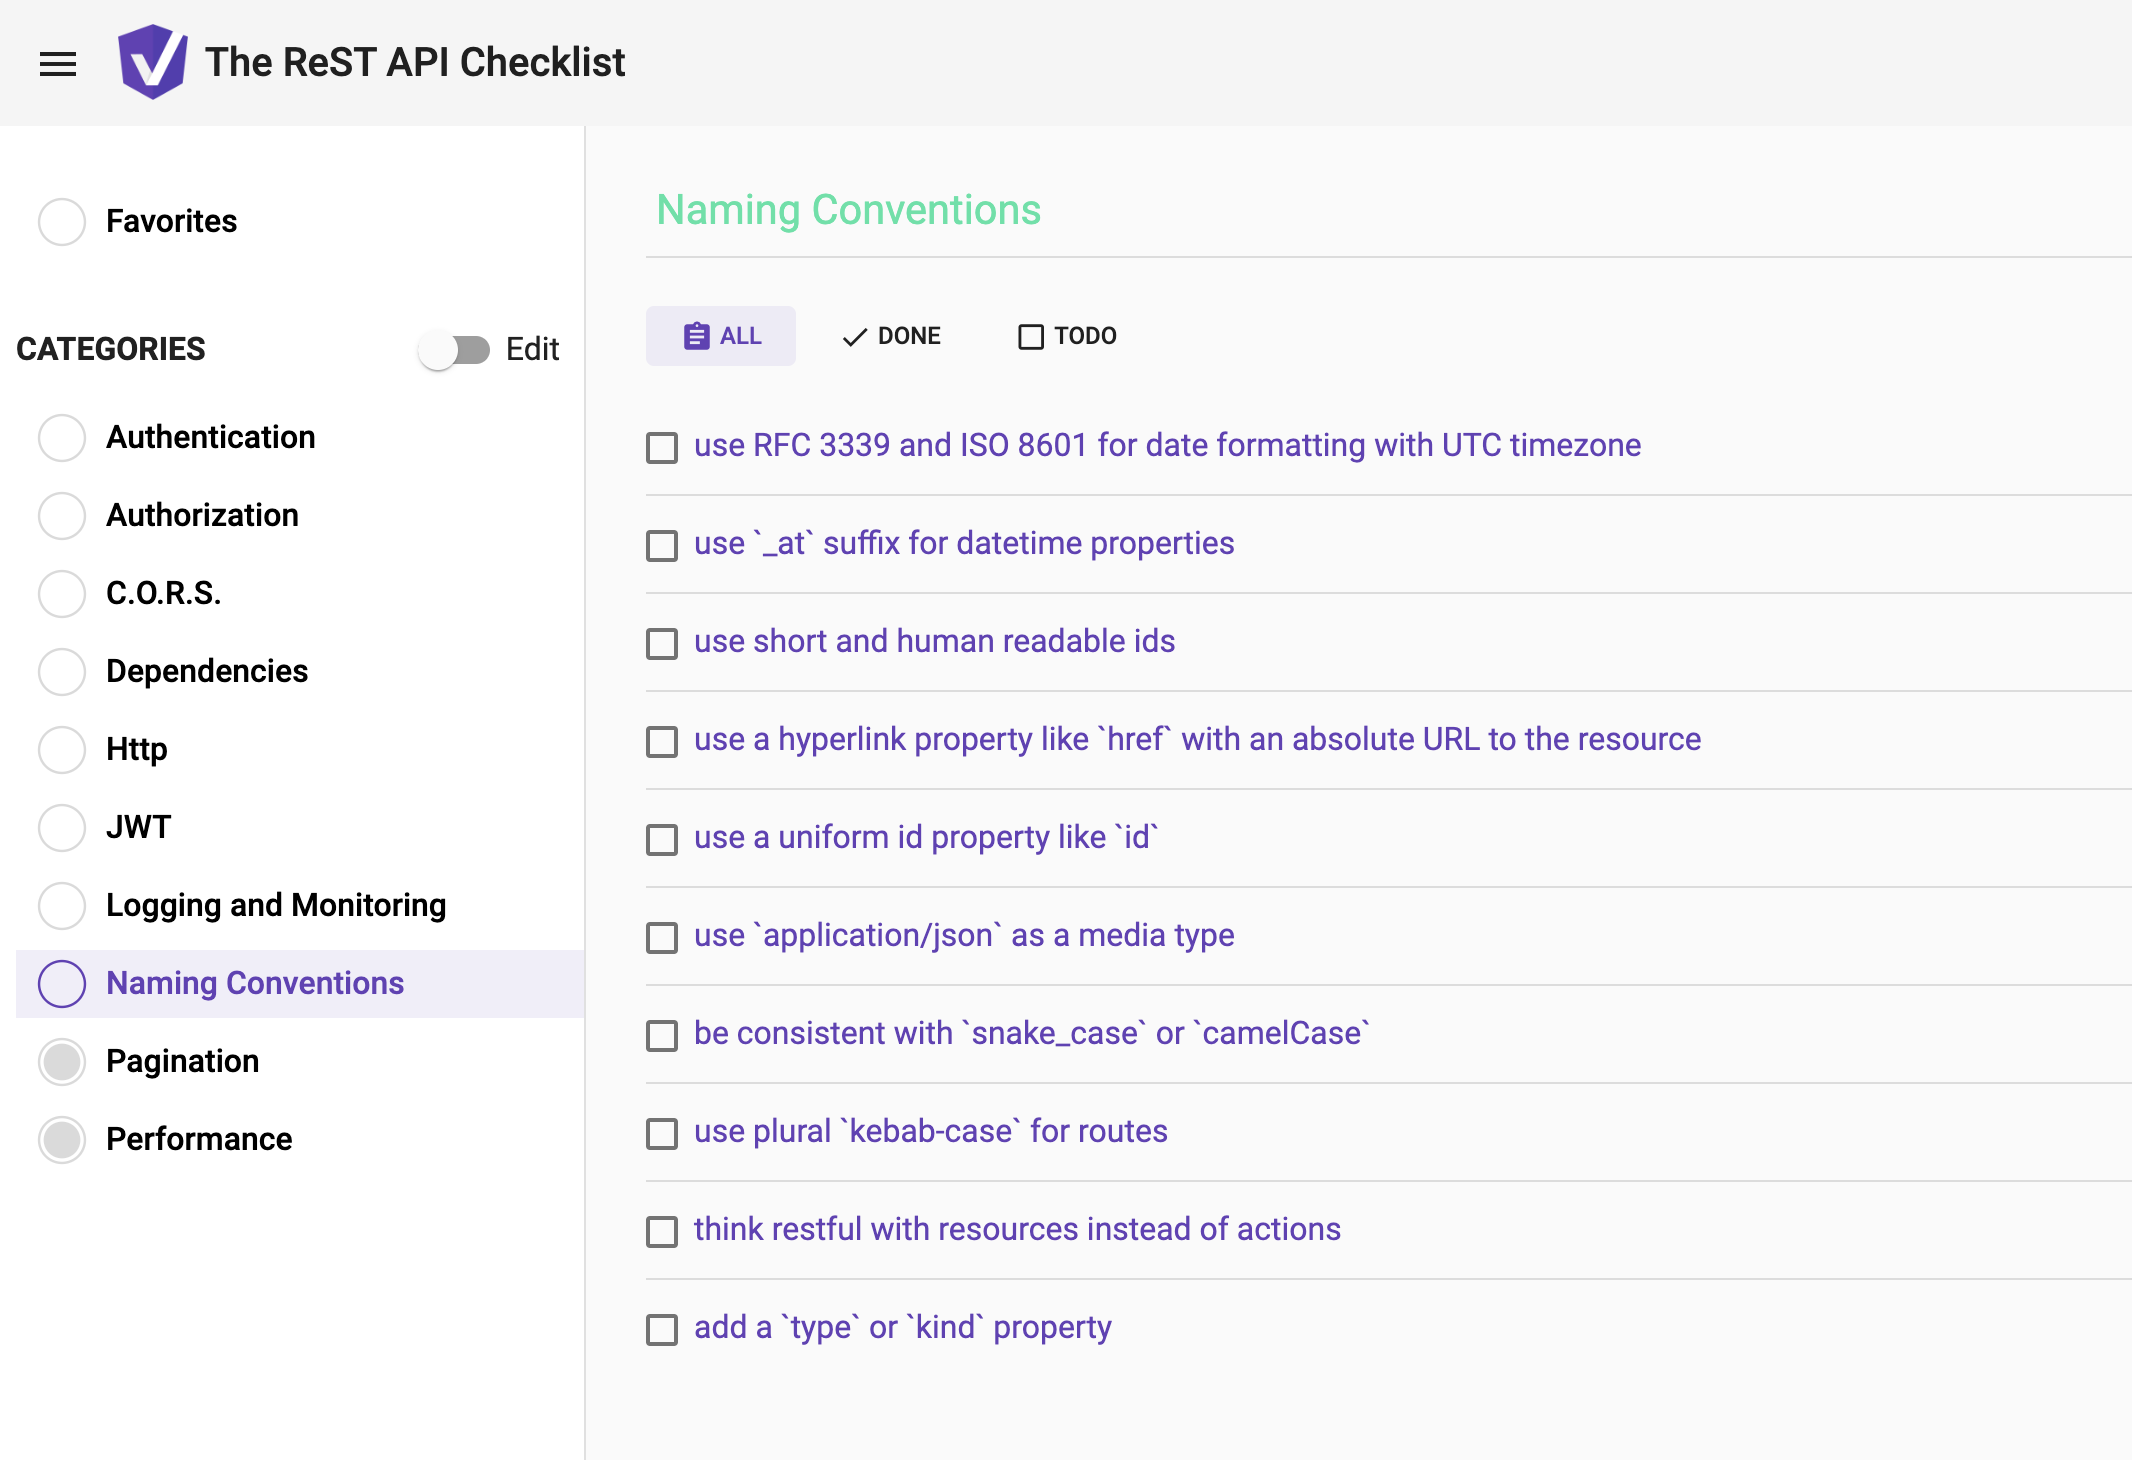 The ReST API Checklist
Favorites
CATEGORIES
Edit
Authentication
Authorization
C.O.R.S.
Dependencies
Http
JWT
Logging and Monitoring
Naming Conventions
Pagination
Performance
Naming Conventions
ALL
DONE
TODO
use RFC 3339 and ISO 8601 for date formatting with UTC timezone
use `_at` suffix for datetime properties
use short and human readable ids
use a hyperlink property like `href` with an absolute URL to the resource
use a uniform id property like `id`
use `application/json` as a media type
be consistent with `snake_case` or `camelCase`
use plural `kebab-case` for routes
think restful with resources instead of actions
add a `type` or `kind` property